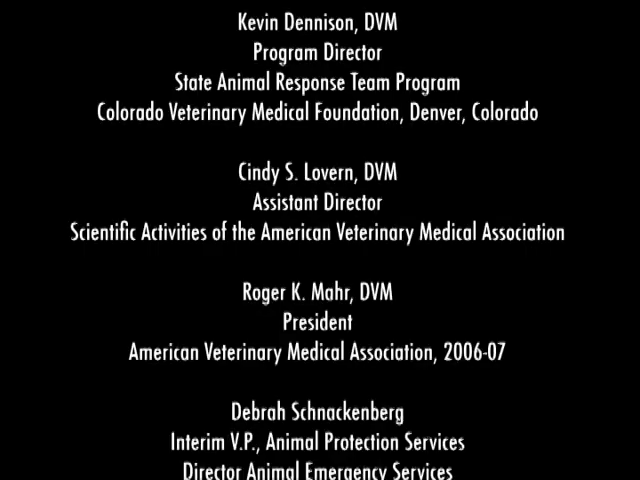 Kevin Dennison, DVM
Program Director
State Animal Response Team Program
Colorado Veterinary Medical Foundation, Denver, Colorado
Cindy S. Lovern, DVM
Assistant Director
Scientific Activities of the American Veterinary Medical Association
Roger K. Mahr, DVM
President
American Veterinary Medical Association, 2006-07
Debrah Schnackenberg
Interim V.P., Animal Protection Services
Director Animal Emergency Services